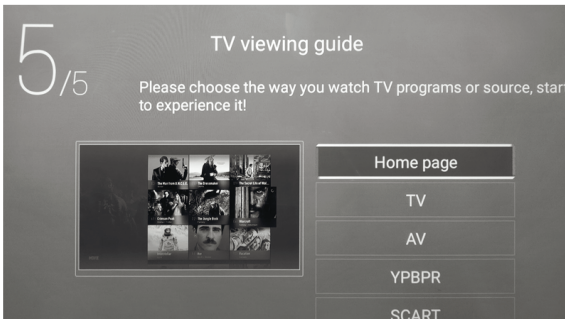 5/5
TV viewing guide
Please choose the way you watch TV programs or source, star
to experience it!
Home page
TV
AV
YPBPR
SCART